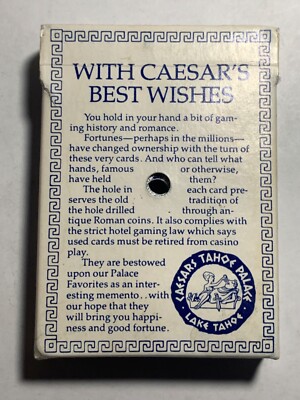 WITH CAESAR'S
BEST WISHES
You hold in your hand a bit of gam-
ing history and romance.
Fortunes—perhaps in the millions—
have changed ownership with the turn of
these very cards. And who can tell what
hands, famous or otherwise,
have held them?
The hole in each card pre-
serves the old tradition of
the hole drilled through an-
tique Roman coins. It also complies with
the strict hotel gaming law which says
used cards must be retired from casino
play.
They are bestowed
upon our Palace
Favorites as an inter-
esting memento . . . with
our hope that they
will bring you happi-
ness and good fortune.
CAESARS TAHOE PALACE
LAKE TAHOE